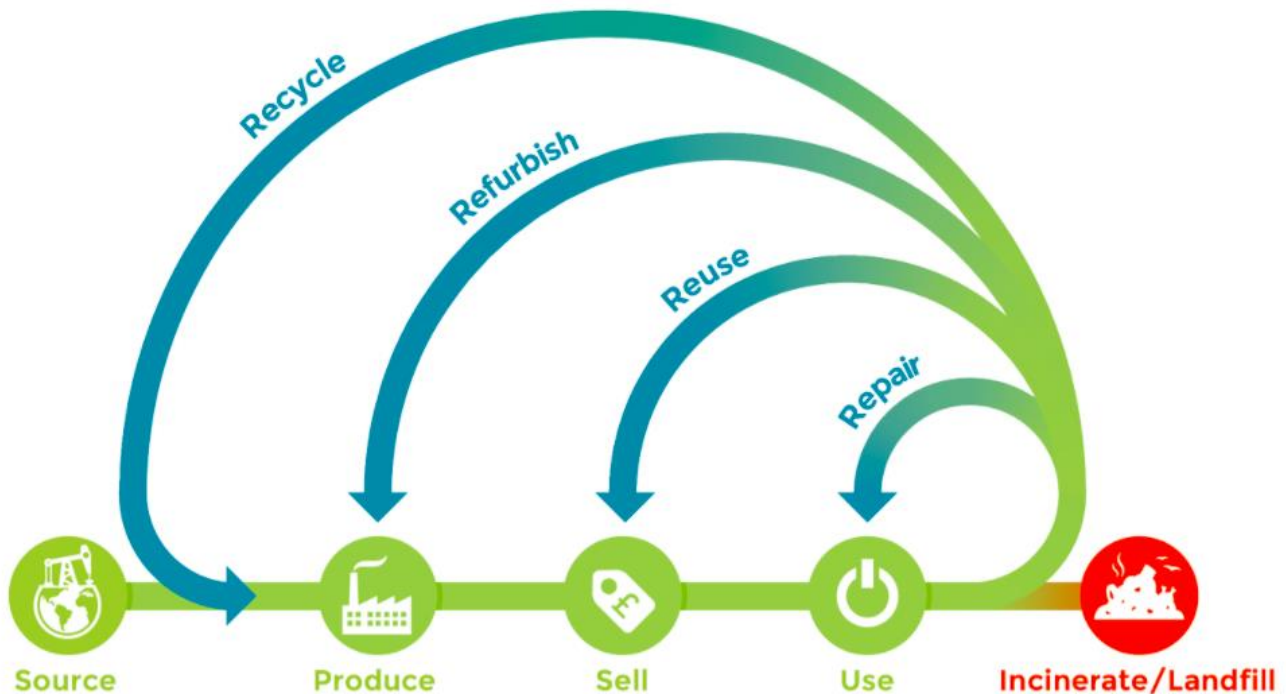 Recycle
Refurbish
Reuse
Repair
£
Source
Produce
Sell
Use
Incinerate/Landfill